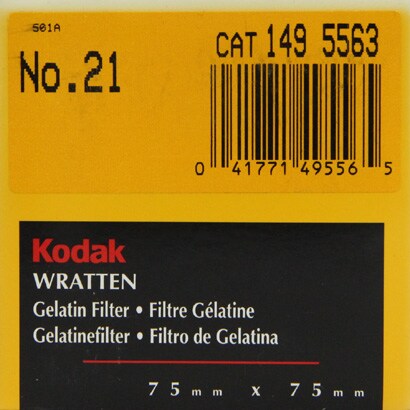 501A
No.21
CAT 149 5563
0 41771 49556 5
Kodak
WRATTEN
Gelatin Filter • Filtre Gélatine
Gelatinefilter • Filtro de Gelatina
75mm x 75mm